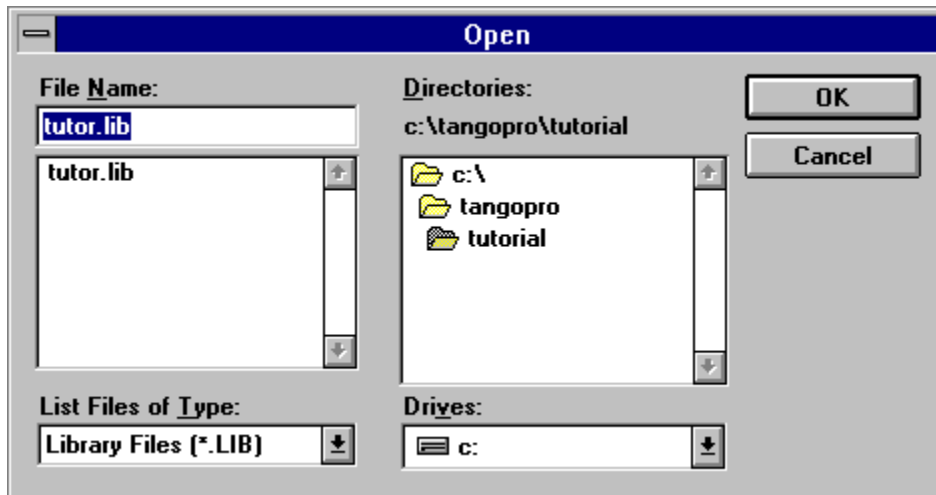 Open
File Name:
tutor.lib
tutor.lib
Directories:
c:\tangopro\tutorial
c:\
tangopro
tutorial
OK
Cancel
List Files of Type:
Library Files (*.LIB)
Drives:
c: